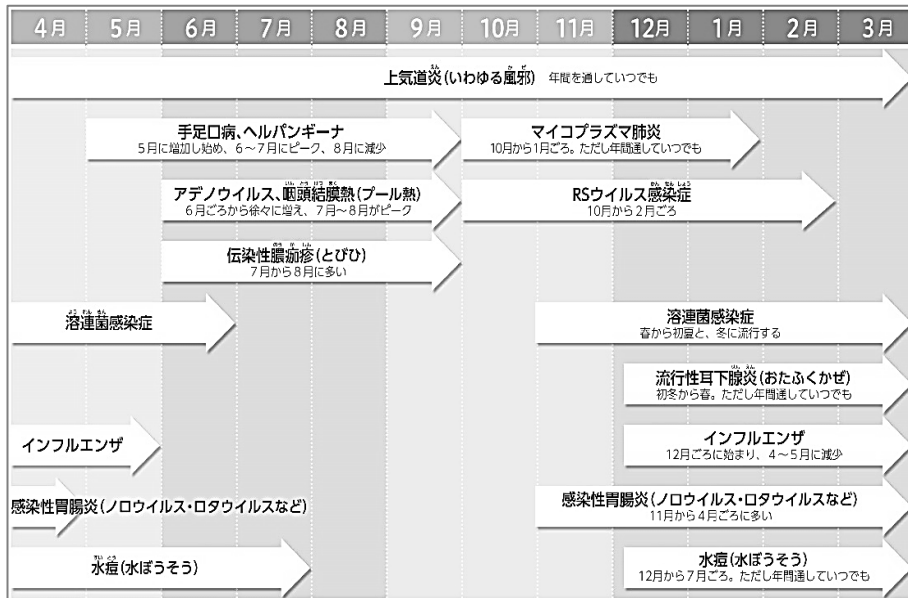 4月 5月 6月 7月 8月 9月 10月 11月 12月 1月 2月 3月
上気道炎(いわゆる風邪) 年間を通していつでも
手足口病、ヘルパンギーナ
5月に増加し始め、6～7月にピーク、8月に減少
マイコプラズマ肺炎
10月から1月ごろ。ただし年間通していつでも
アデノウイルス、咽頭結膜熱(プール熱)
6月ごろから徐々に増え、7月～8月がピーク
RSウイルス感染症
10月から2月ごろ
伝染性膿痂疹(とびひ)
7月から8月に多い
溶連菌感染症
溶連菌感染症
春から初夏と、冬に流行する
流行性耳下腺炎(おたふくかぜ)
初冬から春。ただし年間通していつでも
インフルエンザ
インフルエンザ
12月ごろに始まり、4～5月に減少
感染性胃腸炎(ノロウイルス・ロタウイルスなど)
感染性胃腸炎(ノロウイルス・ロタウイルスなど)
11月から4月ごろに多い
水痘(水ぼうそう)
水痘(水ぼうそう)
12月から7月ごろ。ただし年間通していつでも